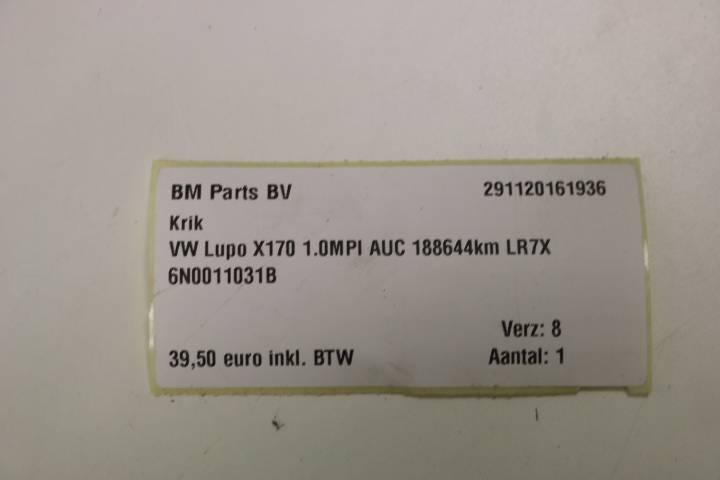 BM Parts BV 291120161936
Krik
VW Lupo X170 1.0MPI AUC 188644km LR7X
6N0011031B
Verz: 8
39,50 euro inkl. BTW Aantal: 1